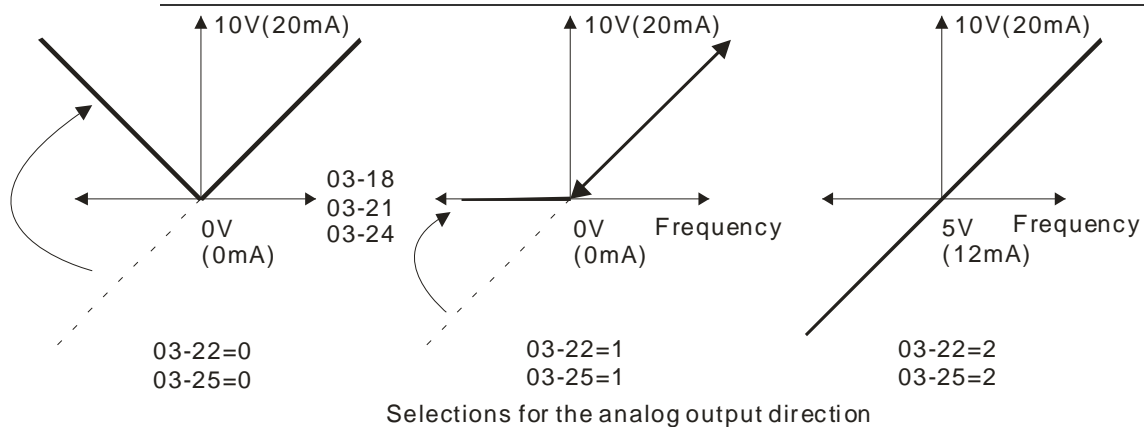 10V(20mA)
0V
(0mA)
03-18
03-21
03-24
03-22=0
03-25=0
10V(20mA)
0V
(0mA)
Frequency
03-22=1
03-25=1
10V(20mA)
5V
(12mA)
Frequency
03-22=2
03-25=2
Selections for the analog output direction